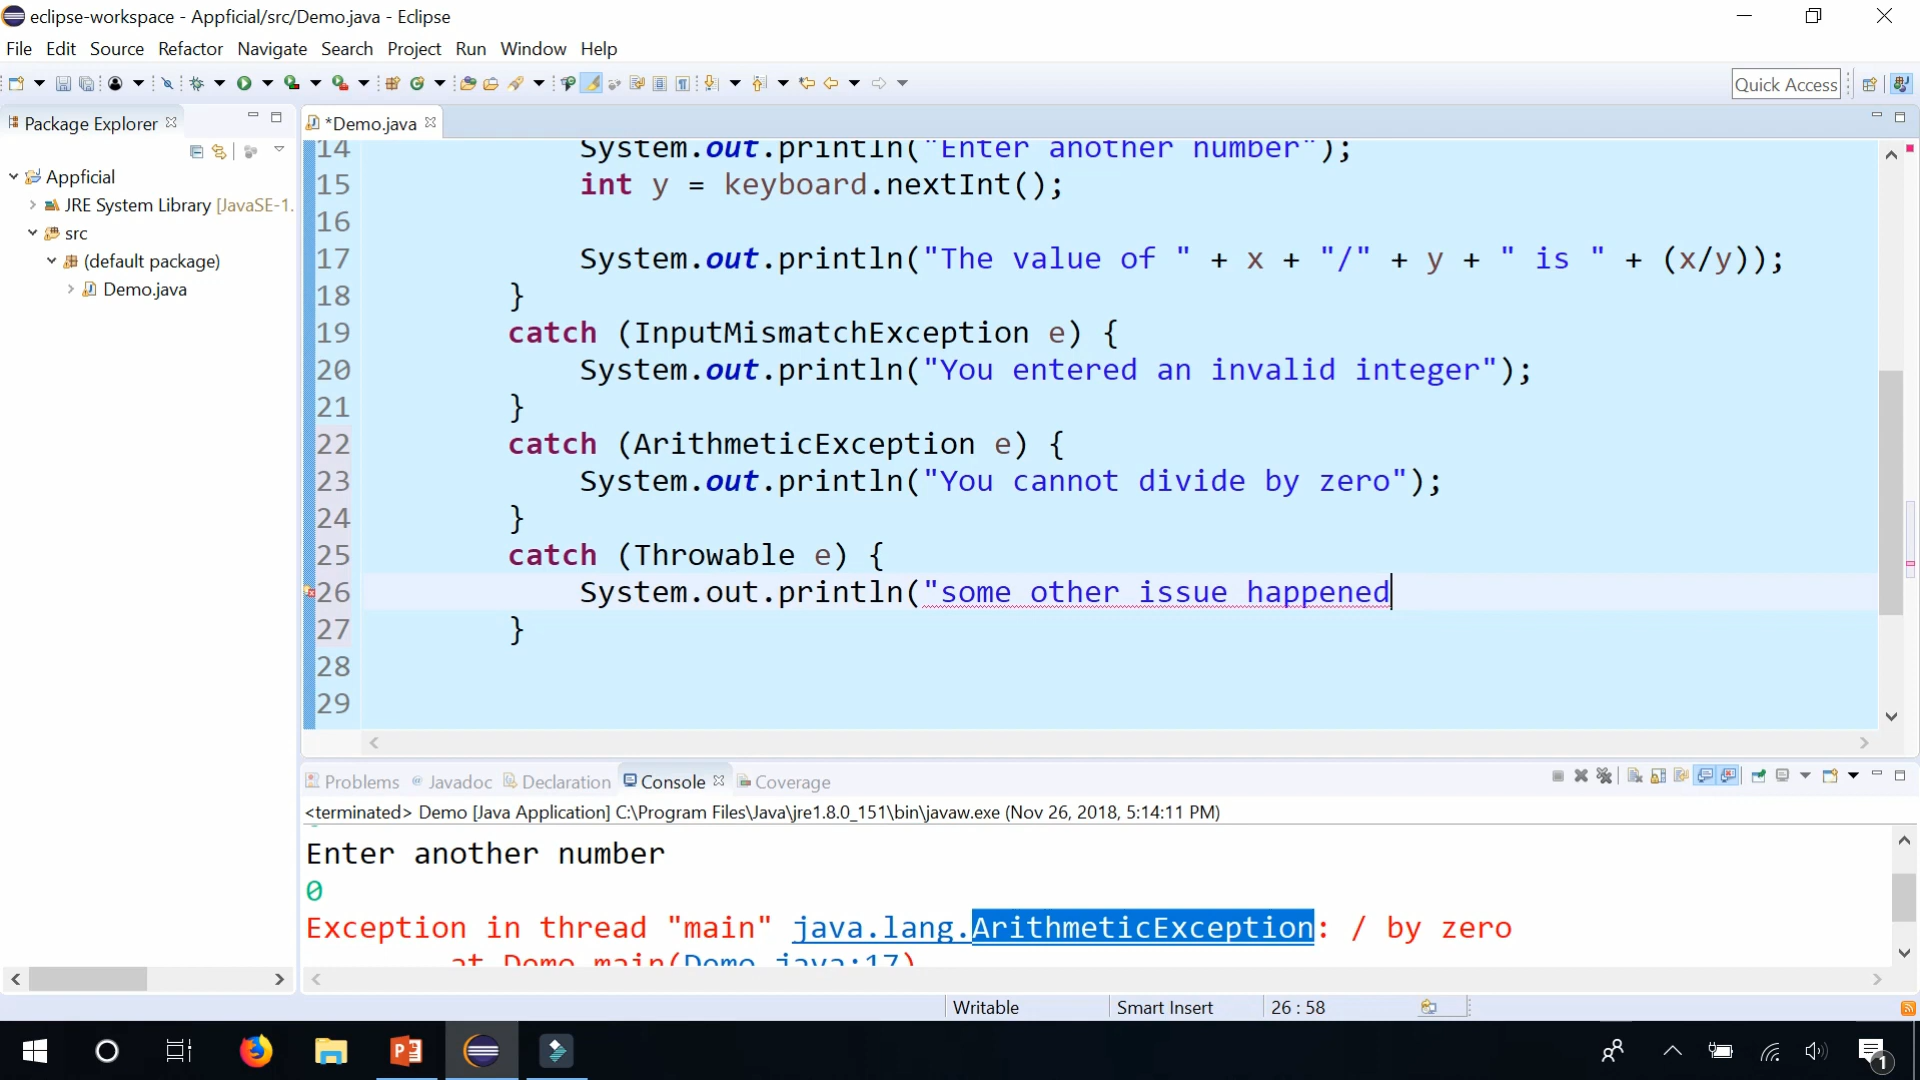 eclipse-workspace - Appficial/src/Demo.java - Eclipse
File Edit Source Refactor Navigate Search Project Run Window Help
Quick Access
Package Explorer
*Demo.java
Appficial
JRE System Library [JavaSE-1.
src
(default package)
Demo.java
14 System.out.println("Enter another number");
15 int y = keyboard.nextInt();
16
17 System.out.println("The value of " + x + "/" + y + " is " + (x/y));
18 }
19 catch (InputMismatchException e) {
20 System.out.println("You entered an invalid integer");
21 }
22 catch (ArithmeticException e) {
23 System.out.println("You cannot divide by zero");
24 }
25 catch (Throwable e) {
26 System.out.println("some other issue happened
27 }
28
29
Problems Javadoc Declaration Console Coverage
<terminated> Demo [Java Application] C:\Program Files\Java\jre1.8.0_151\bin\javaw.exe (Nov 26, 2018, 5:14:11 PM)
Enter another number
0
Exception in thread "main" java.lang.ArithmeticException: / by zero
at Demo.main(Demo.java:17)
Writable Smart Insert 26 : 58
1